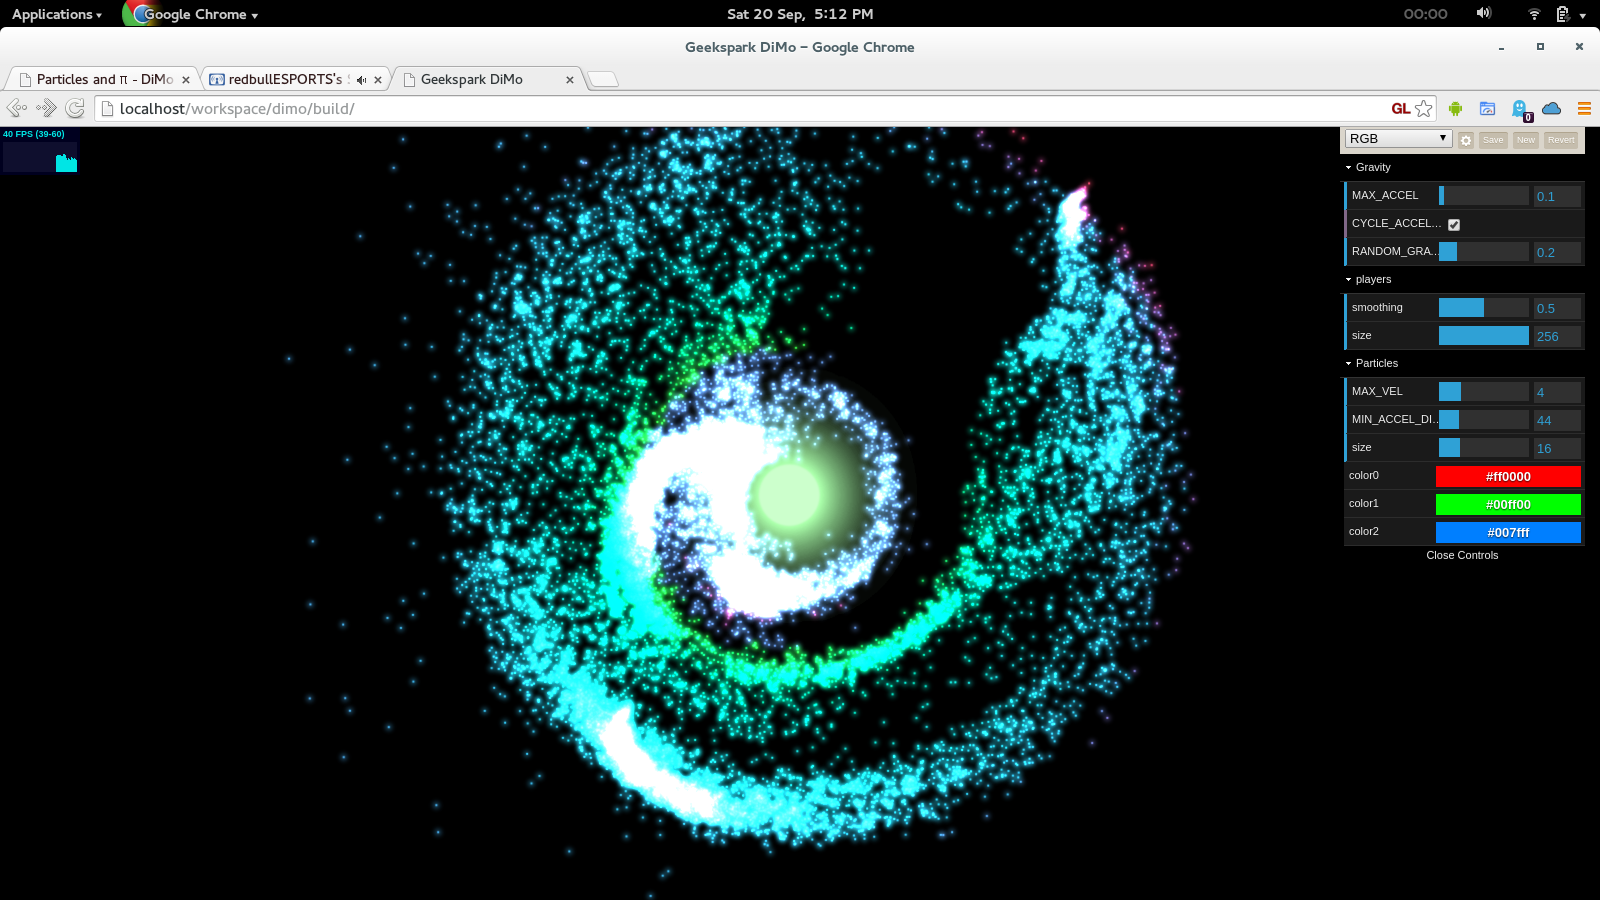 Applications
Google Chrome
Sat 20 Sep, 5:12 PM
00:00
Geekspark DiMo - Google Chrome
Particles and π - DiMo
redbullESPORTS's
Geekspark DiMo
localhost/workspace/dimo/build/
GL
0
40 FPS (39-60)
RGB
Save
New
Revert
Gravity
MAX_ACCEL
0.1
CYCLE_ACCEL...
RANDOM_GRA...
0.2
players
smoothing
0.5
size
256
Particles
MAX_VEL
4
MIN_ACCEL_DI...
44
size
16
color0
#ff0000
color1
#00ff00
color2
#007fff
Close Controls